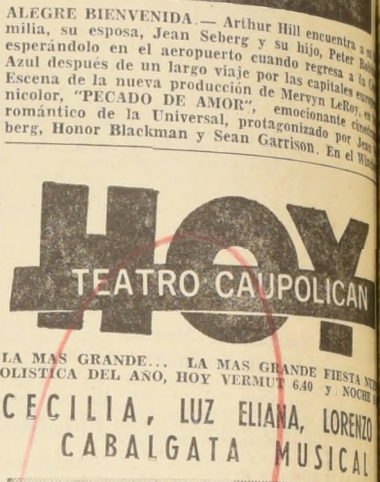 ALEGRE BIENVENIDA.— Arthur Hill encuentra a su
milia, su esposa, Jean Seberg y su hijo, Peter
esperándolo en el aeropuerto cuando regresa a la
Azul después de un largo viaje por las capitales
Escena de la nueva producción de Mervyn LeRoy, en
nicolor, "PECADO DE AMOR", emocionante
romántico de la Universal, protagonizado por Jean
berg, Honor Blackman y Sean Garrison. En el
HOY
TEATRO CAUPOLICAN
LA MAS GRANDE... LA MAS GRANDE FIESTA
OLISTICA DEL AÑO, HOY VERMUT 6.40 y NOCHE
CECILIA, LUZ ELIANA, LORENZO
CABALGATA MUSICAL